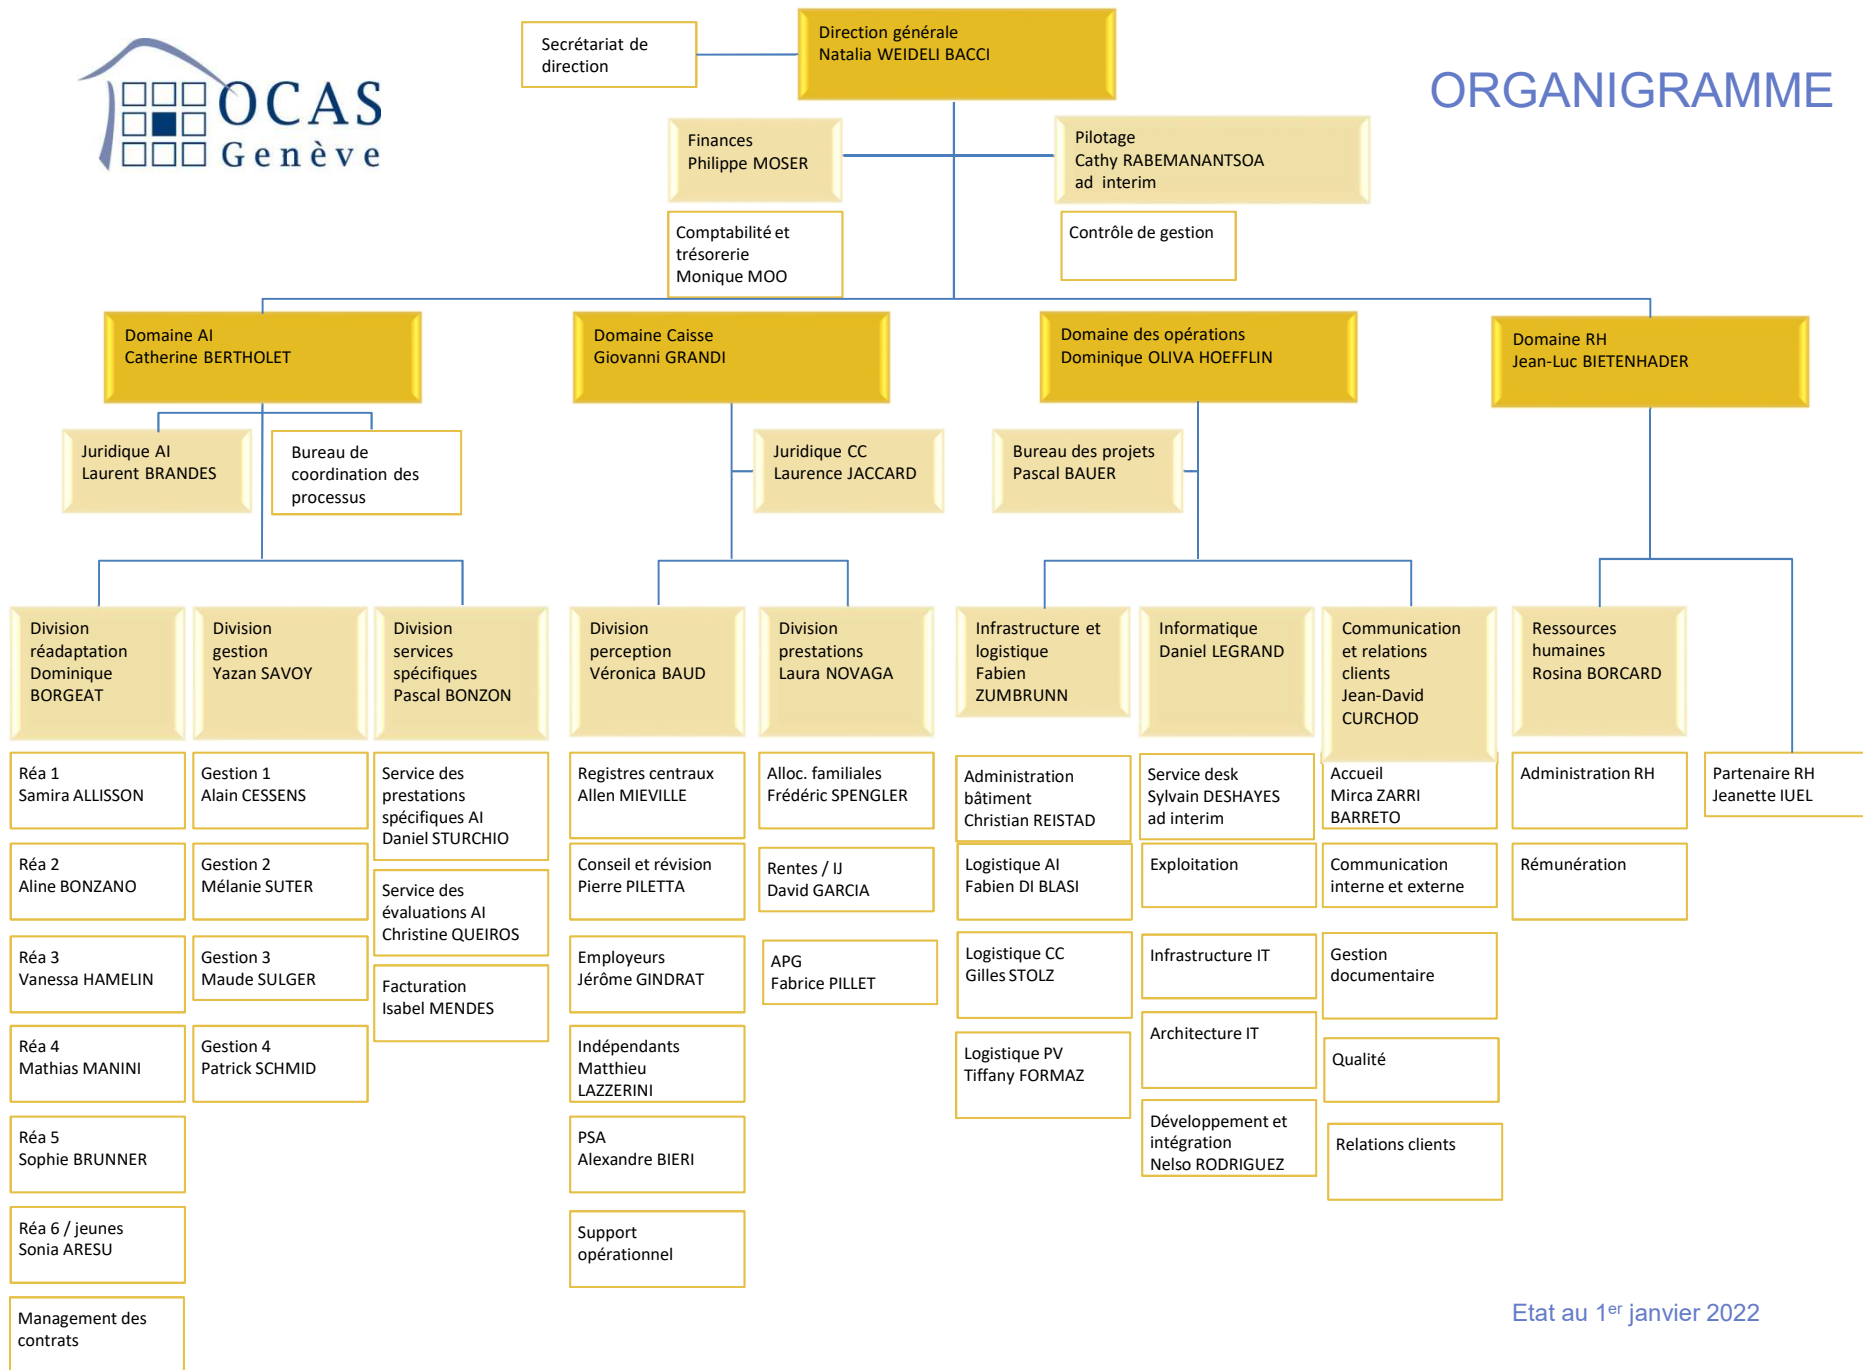 OCAS
Genève
ORGANIGRAMME
Secrétariat de
direction
Direction générale
Natalia WEIDELI BACCI
Finances
Philippe MOSER
Pilotage
Cathy RABEMANANTSOA
ad interim
Comptabilité et
trésorerie
Monique MOO
Contrôle de gestion
Domaine AI
Catherine BERTHOLET
Domaine Caisse
Giovanni GRANDI
Domaine des opérations
Dominique OLIVA HOEFFLIN
Domaine RH
Jean-Luc BIETENHADER
Juridique AI
Laurent BRANDES
Bureau de
coordination des
processus
Juridique CC
Laurence JACCARD
Bureau des projets
Pascal BAUER
Division
réadaptation
Dominique
BORGEAT
Division
gestion
Yazan SAVOY
Division
services
spécifiques
Pascal BONZON
Division
perception
Véronica BAUD
Division
prestations
Laura NOVAGA
Infrastructure et
logistique
Fabien
ZUMBRUNN
Informatique
Daniel LEGRAND
Communication
et relations
clients
Jean-David
CURCHOD
Ressources
humaines
Rosina BORCARD
Réa 1
Samira ALLISSON
Réa 2
Aline BONZANO
Réa 3
Vanessa HAMELIN
Réa 4
Mathias MANINI
Réa 5
Sophie BRUNNER
Réa 6 / jeunes
Sonia ARESU
Management des
contrats
Gestion 1
Alain CESSENS
Gestion 2
Mélanie SUTER
Gestion 3
Maude SULGER
Gestion 4
Patrick SCHMID
Service des
prestations
spécifiques AI
Daniel STURCHIO
Service des
évaluations AI
Christine QUEIROS
Facturation
Isabel MENDES
Registres centraux
Allen MIEVILLE
Conseil et révision
Pierre PILETTA
Employeurs
Jérôme GINDRAT
Indépendants
Matthieu
LAZZERINI
PSA
Alexandre BIERI
Support
opérationnel
Alloc. familiales
Frédéric SPENGLER
Rentes / IJ
David GARCIA
APG
Fabrice PILLET
Administration
bâtiment
Christian REISTAD
Logistique AI
Fabien DI BLASI
Logistique CC
Gilles STOLZ
Logistique PV
Tiffany FORMAZ
Service desk
Sylvain DESHAYES
ad interim
Exploitation
Infrastructure IT
Architecture IT
Développement et
intégration
Nelso RODRIGUEZ
Accueil
Mirca ZARRI
BARRETO
Communication
interne et externe
Gestion
documentaire
Qualité
Relations clients
Administration RH
Rémunération
Partenaire RH
Jeanette IUEL
Etat au 1er janvier 2022